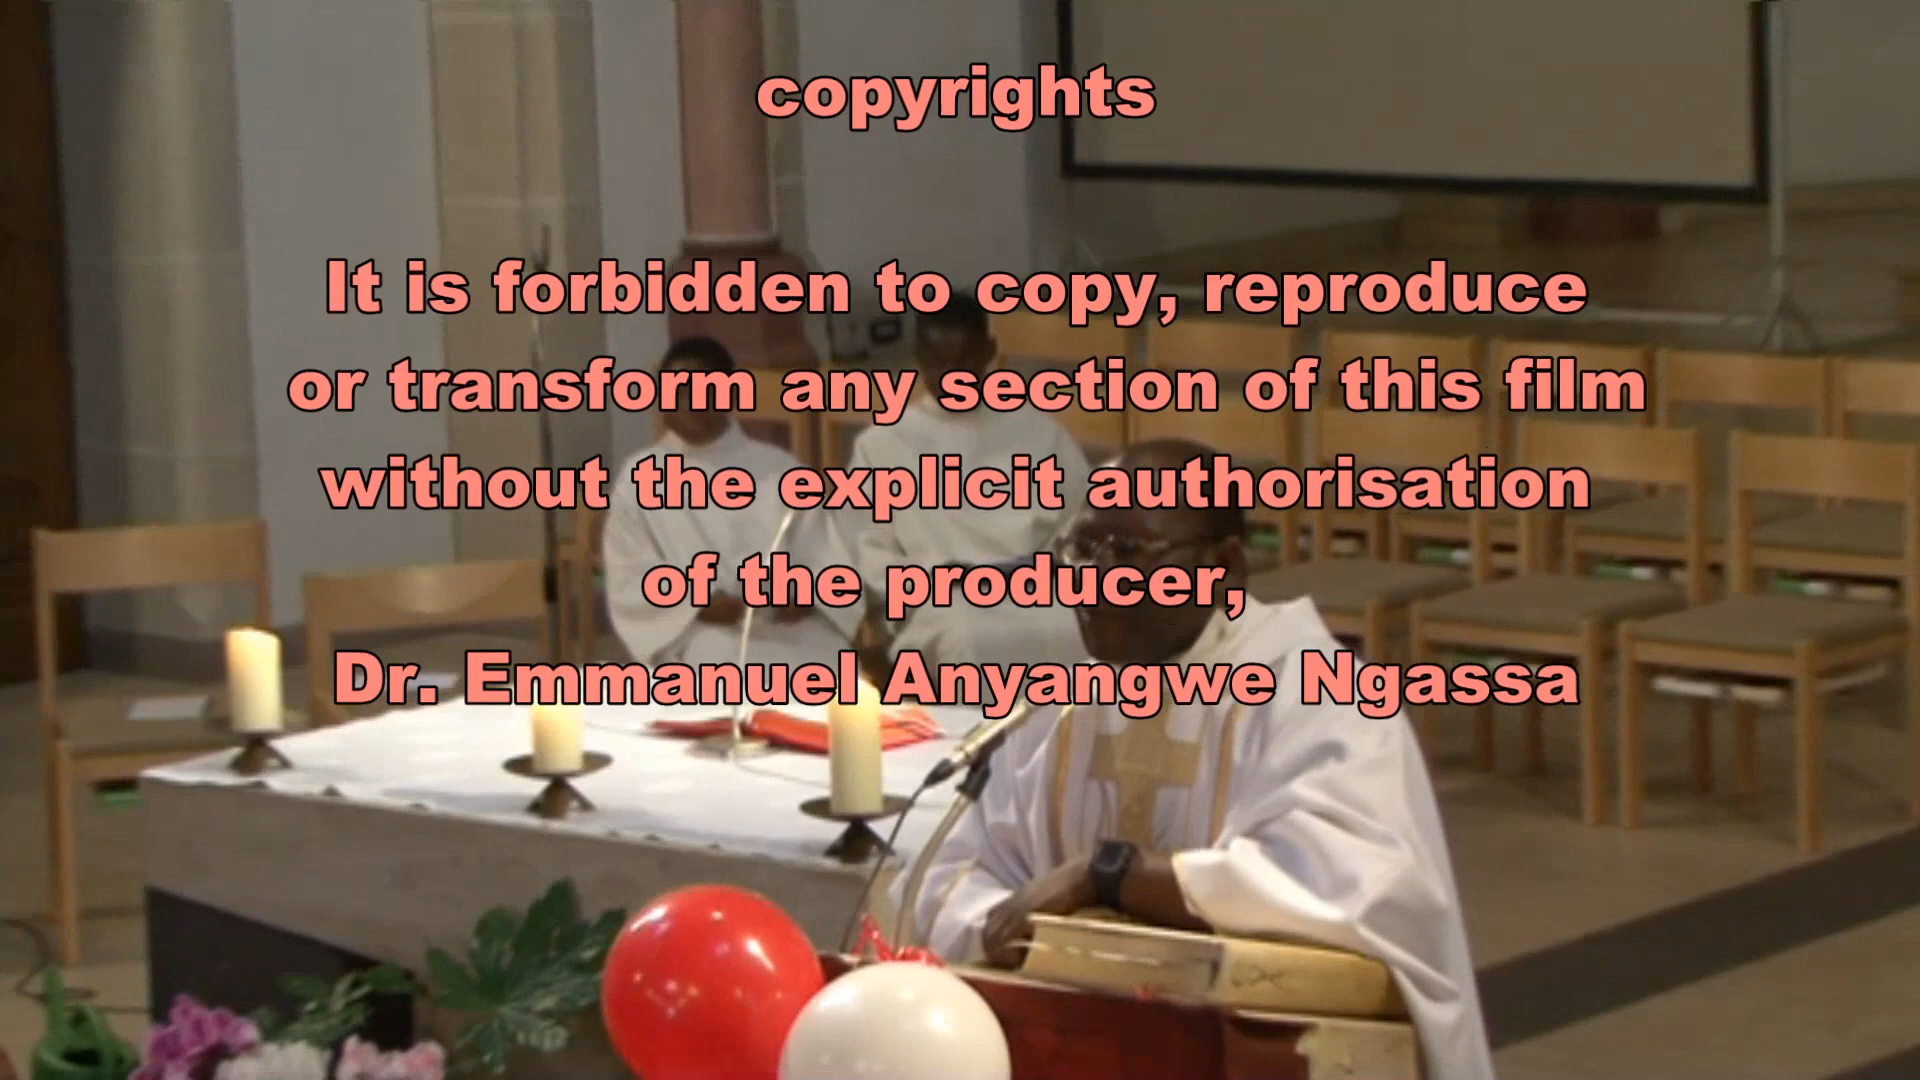 copyrights
It is forbidden to copy, reproduce
or transform any section of this film
without the explicit authorisation
of the producer,
Dr. Emmanuel Anyangwe Ngassa